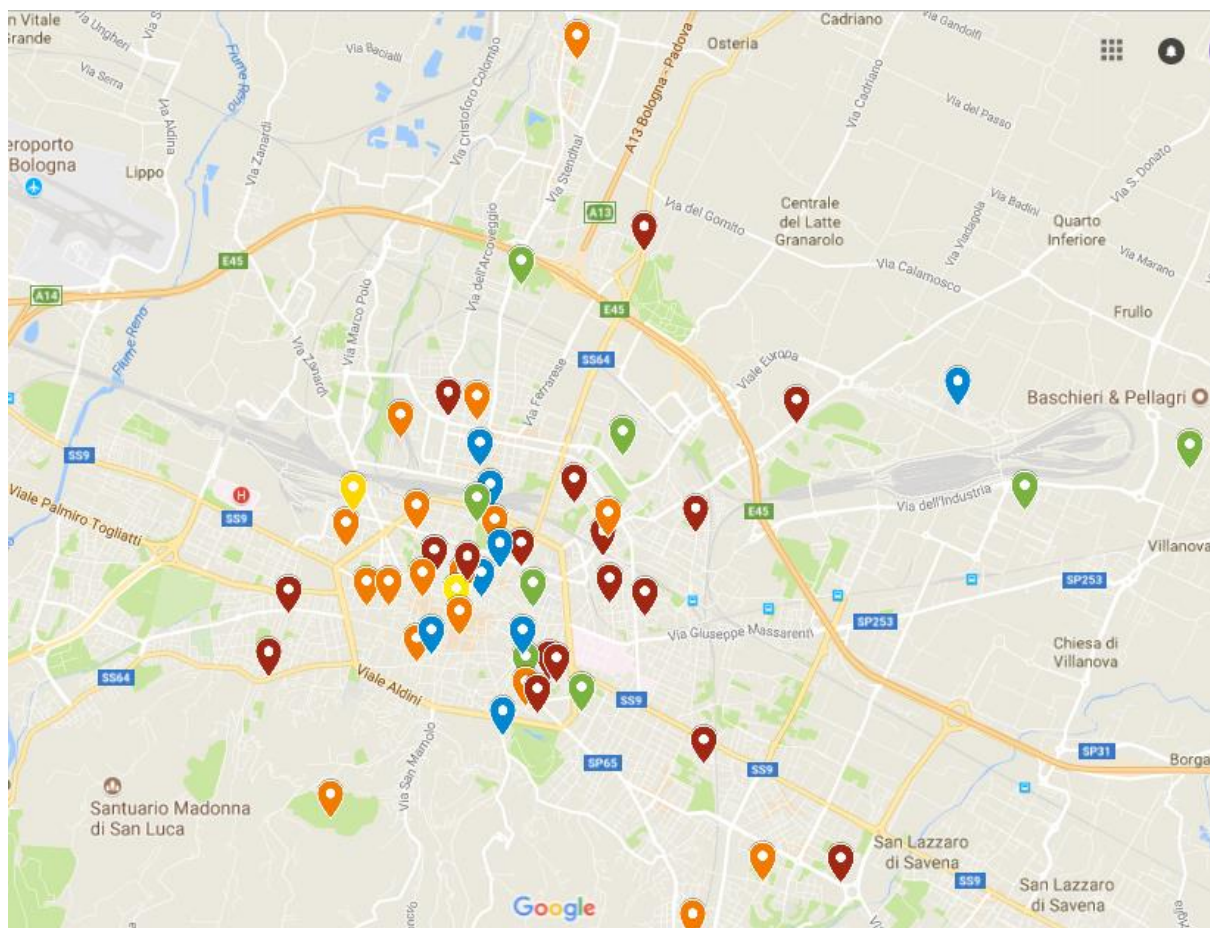 n Vitale
Grande
Via Ungheri
Via S
Via Serra
Fiume Reno
Via Aldina
Via Zanardi
Via Bacialli
Via Cristoforo Colombo
Via Stendhal
A13 Bologna - Padova
Osteria
Cadriano
Via Gandolfi
Via Cadriano
Via del Passo
Via S. Donato
eroporto
Bologna
Lippo
A13
Via del Gomito
Centrale
del Latte
Granarolo
Via Badini
Via Viadagola
Quarto
Inferiore
Via Marano
Via dell'Arcoveggio
E45
Via Calamosco
A14
Fiume Reno
Via Marco Polo
Via Zanardi
E45
Frullo
SS64
Via Ferrarese
Viale Europa
Baschieri & Pellagri
SS9
H
Viale Palmiro Togliatti
SS9
E45
Via dell'Industria
Villanova
SP253
Via Giuseppe Massarenti
SP253
Chiesa di
Villanova
SS64
Viale Aldini
SS9
Via San Mamolo
SP65
SS9
SP31
Borga
Santuario Madonna
di San Luca
San Lazzaro
di Savena
SS9
San Lazzaro
di Savena
Google